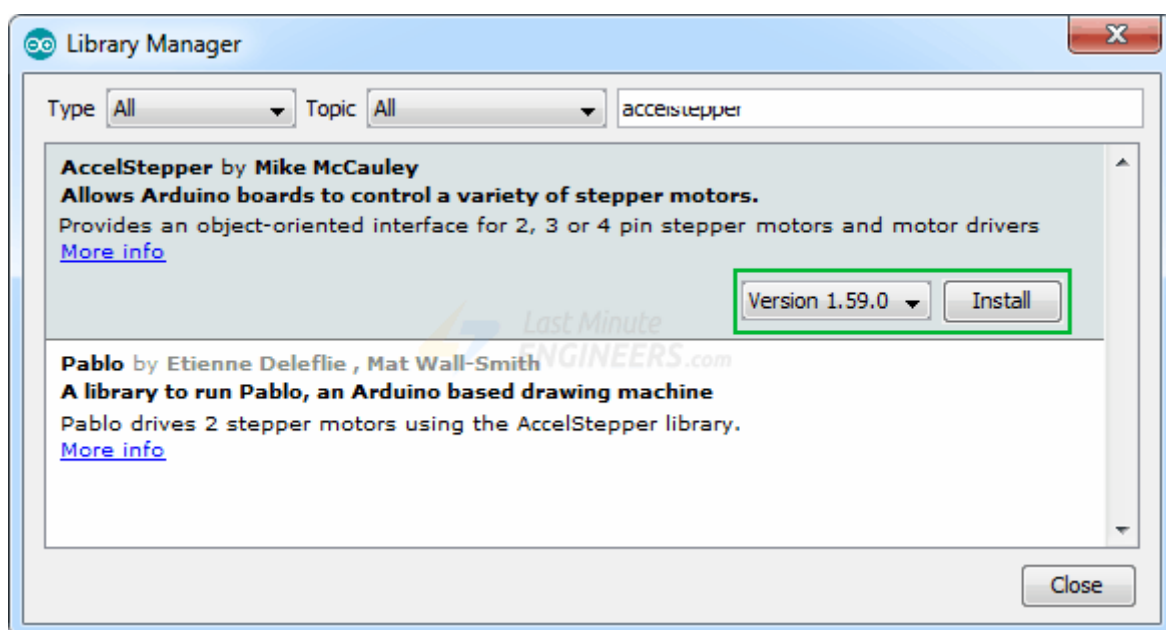 Library Manager
Type All Topic All accelstepper
AccelStepper by Mike McCauley
Allows Arduino boards to control a variety of stepper motors.
Provides an object-oriented interface for 2, 3 or 4 pin stepper motors and motor drivers
More info
Version 1.59.0 Install
Last Minute
ENGINEERS.com
Pablo by Etienne Deleflie , Mat Wall-Smith
A library to run Pablo, an Arduino based drawing machine
Pablo drives 2 stepper motors using the AccelStepper library.
More info
Close